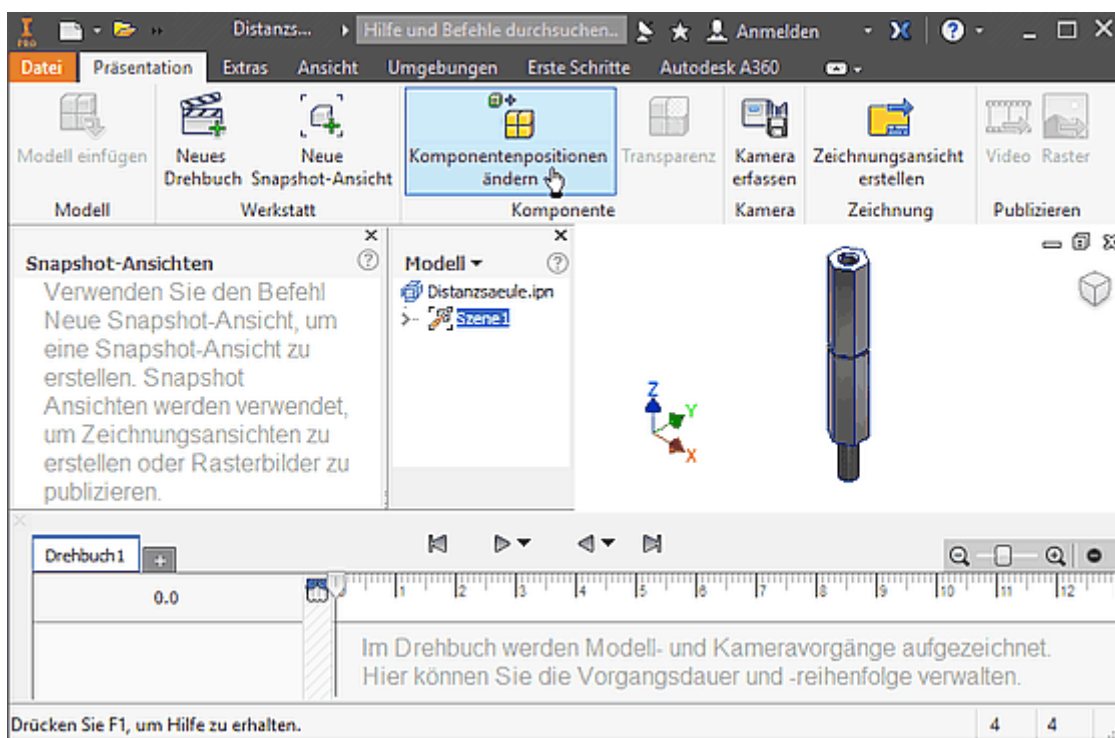 PRO
Distanzs...
Hilfe und Befehle durchsuchen..
Anmelden
Datei Präsentation Extras Ansicht Umgebungen Erste Schritte Autodesk A360
Modell einfügen
Neues Drehbuch
Neue Snapshot-Ansicht
Komponentenpositionen ändern
Transparenz
Kamera erfassen
Zeichnungsansicht erstellen
Video
Raster
Modell Werkstatt Komponente Kamera Zeichnung Publizieren
Snapshot-Ansichten
Verwenden Sie den Befehl
Neue Snapshot-Ansicht, um
eine Snapshot-Ansicht zu
erstellen. Snapshot
Ansichten werden verwendet,
um Zeichnungsansichten zu
erstellen oder Rasterbilder zu
publizieren.
Modell
Distanzsaeule.ipn
Szene1
Z
Y
X
Drehbuch1
0.0
1 2 3 4 5 6 7 8 9 10 11 12
Im Drehbuch werden Modell- und Kameravorgänge aufgezeichnet.
Hier können Sie die Vorgangsdauer und -reihenfolge verwalten.
Drücken Sie F1, um Hilfe zu erhalten.
4 4